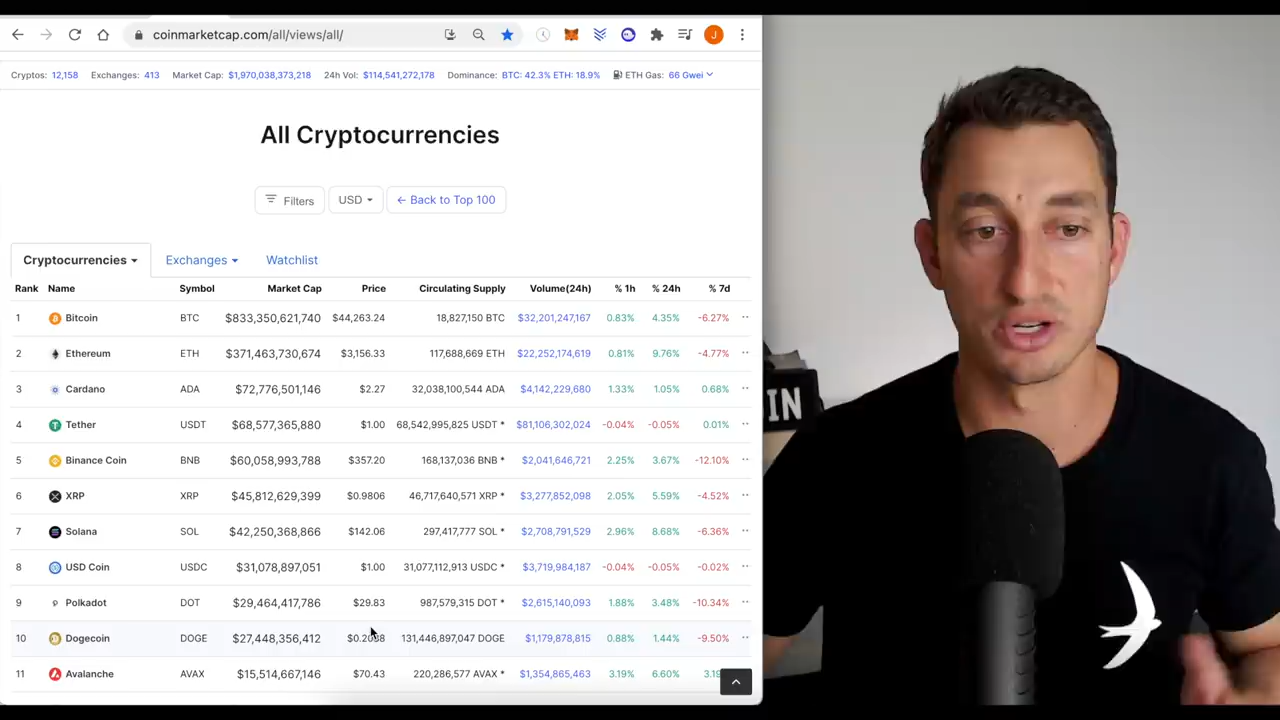 coinmarketcap.com/all/views/all/
J
Cryptos: 12,158 Exchanges: 413 Market Cap: $1,970,038,373,218 24h Vol: $114,541,272,178 Dominance: BTC: 42.3% ETH: 18.9% ETH Gas: 66 Gwei
All Cryptocurrencies
Filters USD ← Back to Top 100
Cryptocurrencies Exchanges Watchlist
Rank Name Symbol Market Cap Price Circulating Supply Volume(24h) % 1h % 24h % 7d
1 Bitcoin BTC $833,350,621,740 $44,263.24 18,827,150 BTC $32,201,247,167 0.83% 4.35% -6.27%
2 Ethereum ETH $371,463,730,674 $3,156.33 117,688,669 ETH $22,252,174,619 0.81% 9.76% -4.77%
3 Cardano ADA $72,776,501,146 $2.27 32,038,100,544 ADA $4,142,229,680 1.33% 1.05% 0.68%
4 Tether USDT $68,577,365,880 $1.00 68,542,995,825 USDT * $81,106,302,024 -0.04% -0.05% 0.01%
5 Binance Coin BNB $60,058,993,788 $357.20 168,137,036 BNB * $2,041,646,721 2.25% 3.67% -12.10%
6 XRP XRP $45,812,629,399 $0.9806 46,717,640,571 XRP * $3,277,852,098 2.05% 5.59% -4.52%
7 Solana SOL $42,250,368,866 $142.06 297,417,777 SOL * $2,708,791,529 2.96% 8.68% -6.36%
8 USD Coin USDC $31,078,897,051 $1.00 31,077,112,913 USDC * $3,719,984,187 -0.04% -0.05% -0.02%
9 Polkadot DOT $29,464,417,786 $29.83 987,579,315 DOT * $2,615,140,093 1.88% 3.48% -10.34%
10 Dogecoin DOGE $27,448,356,412 131,446,897,047 DOGE $1,179,878,815 0.88% 1.44% -9.50%
11 Avalanche AVAX $15,514,667,146 $70.43 220,286,577 AVAX * $1,354,865,463 3.19% 6.60%
IN